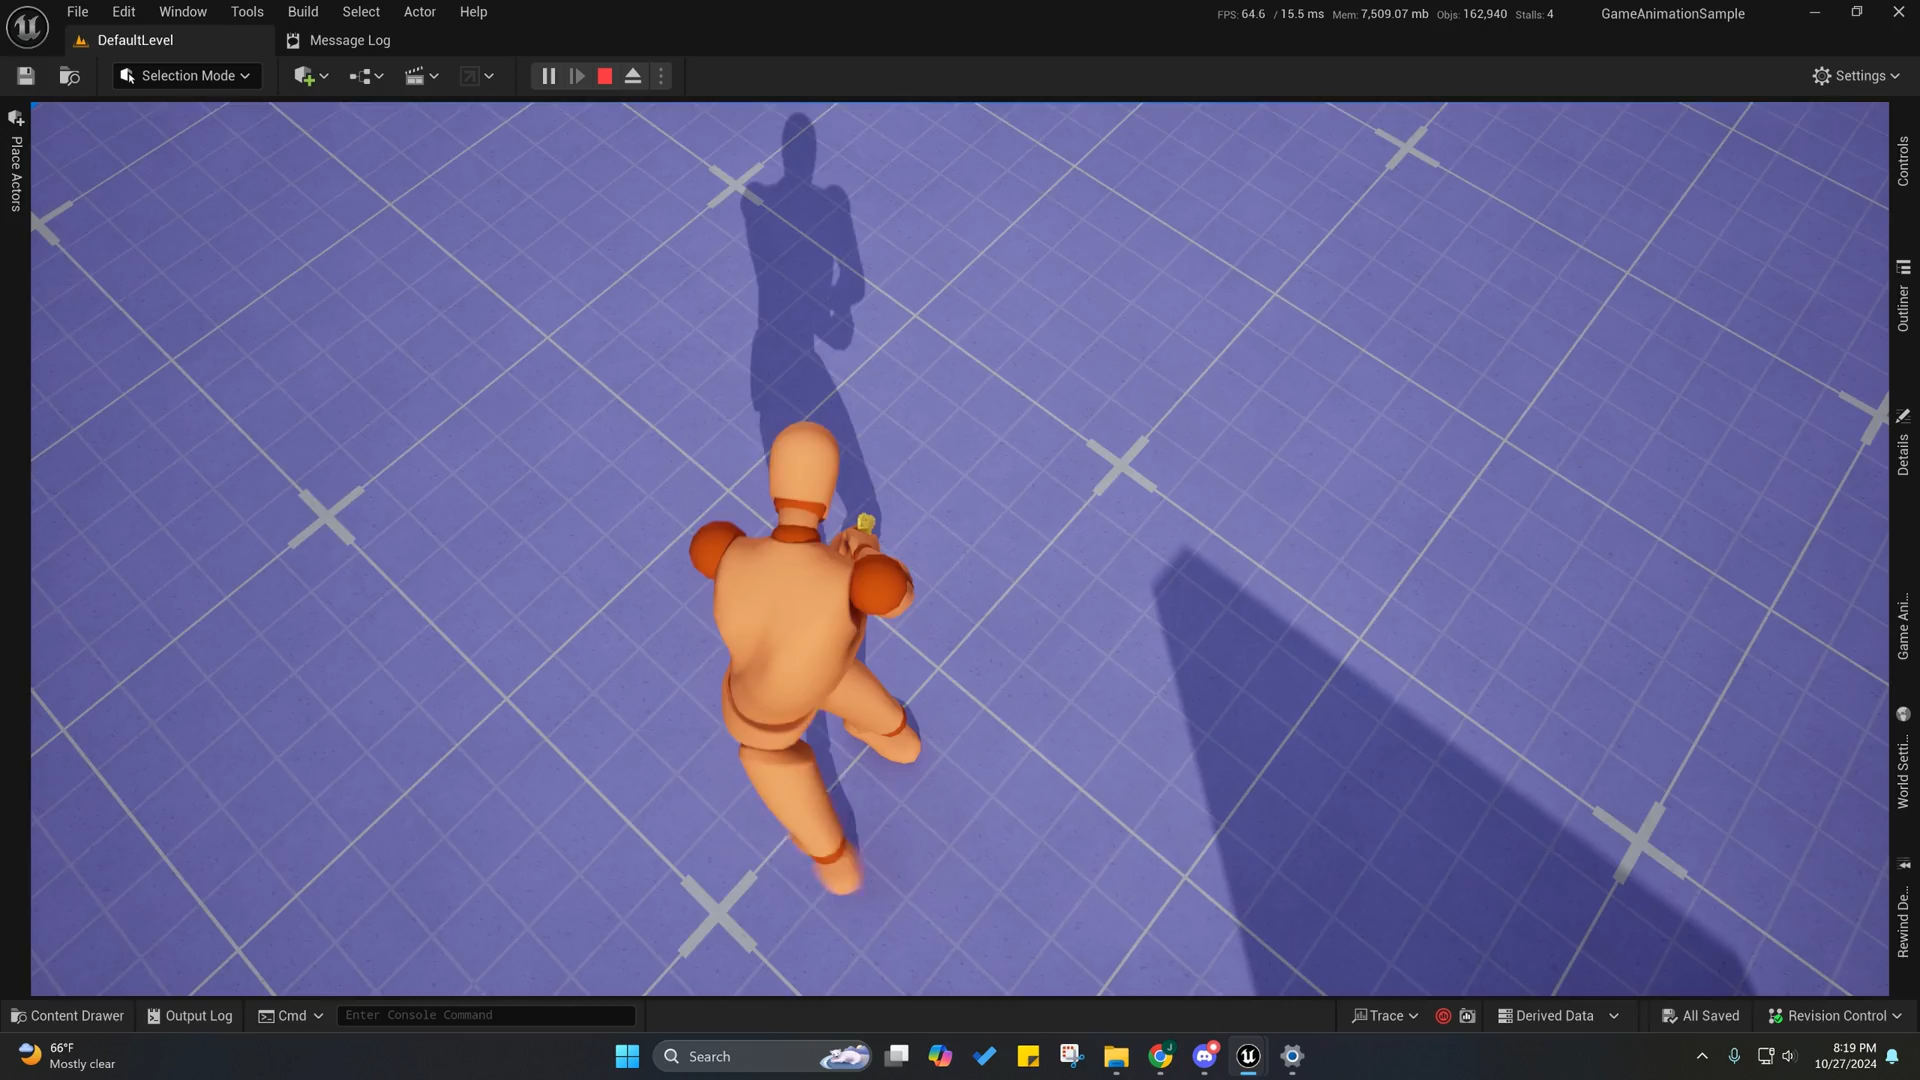 File Edit Window Tools Build Select Actor Help
FPS: 64.6 / 15.5 ms Mem: 7,509.07 mb Objs: 162,940 Stalls: 4
GameAnimationSample
DefaultLevel
Message Log
Selection Mode
Settings
Place Actors
Controls
Outliner
Details
Game Ani...
World Setti...
Rewind De...
Content Drawer
Output Log
Cmd
Enter Console Command
Trace
Derived Data
All Saved
Revision Control
66°F
Mostly clear
Search
J
8:19 PM
10/27/2024